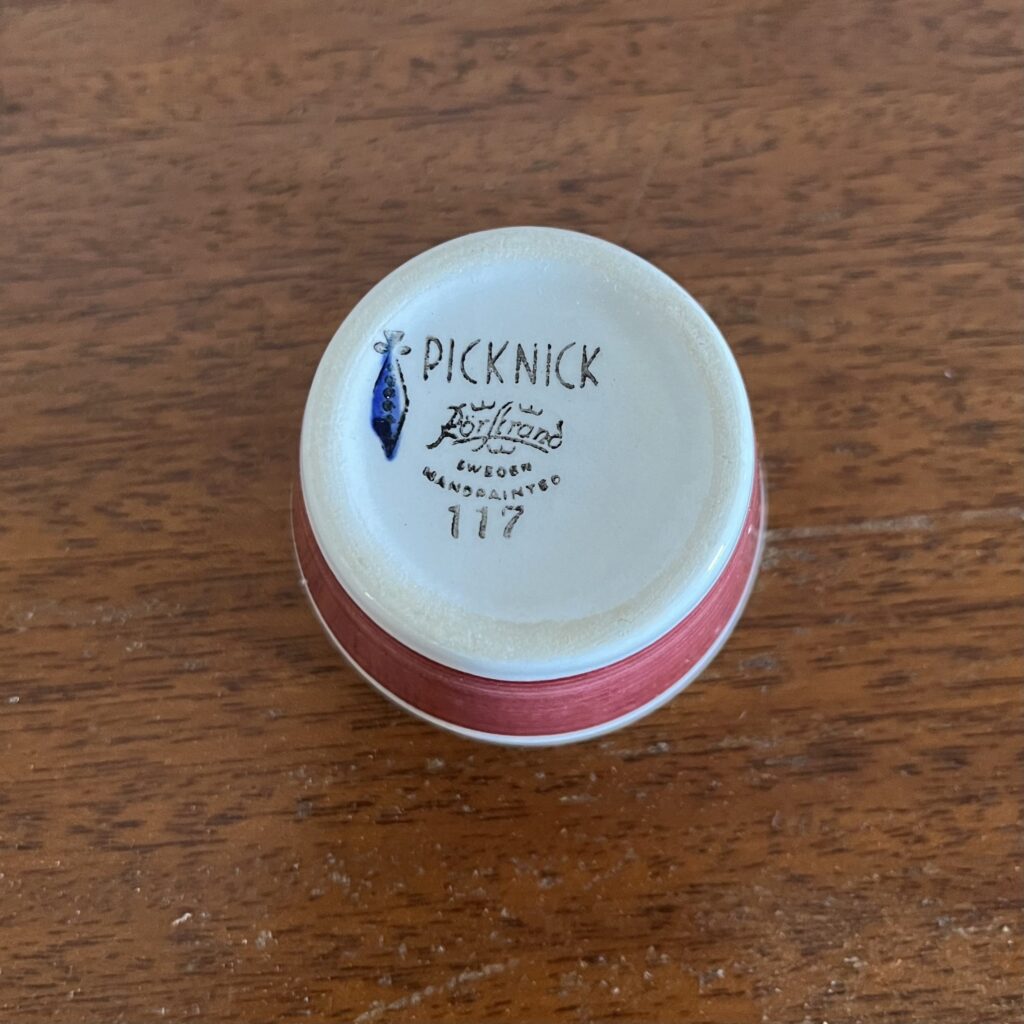 PICKNICK
Rörstrand
SWEDEN
HANDPAINTED
117